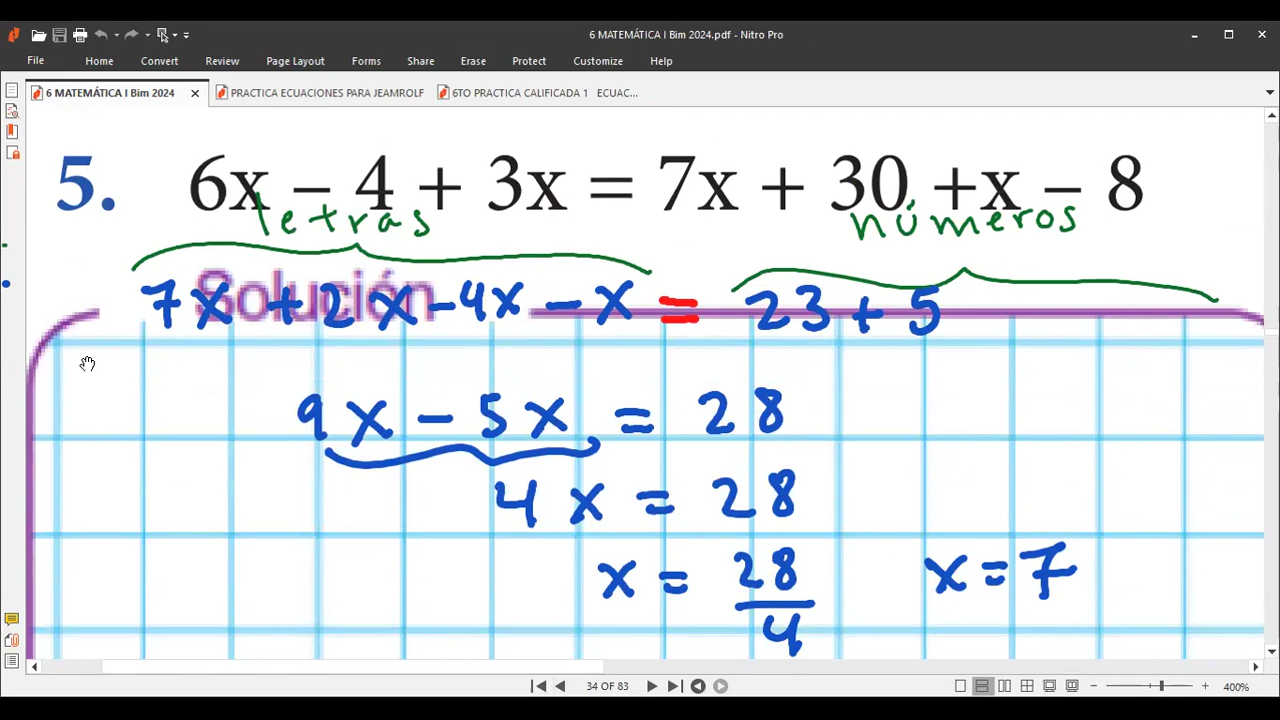 6 MATEMÁTICA I Bim 2024.pdf - Nitro Pro
File Home Convert Review Page Layout Forms Share Erase Protect Customize Help
6 MATEMÁTICA I Bim 2024 PRACTICA ECUACIONES PARA JEAMROLF 6TO PRACTICA CALIFICADA 1 ECUAC...
5. 6x – 4 + 3x = 7x + 30 +x – 8
letras números
Solución
7x + 2x - 4x - x = 23 + 5
9x - 5x = 28
4x = 28
x = 28/4 x = 7
34 OF 83 400%